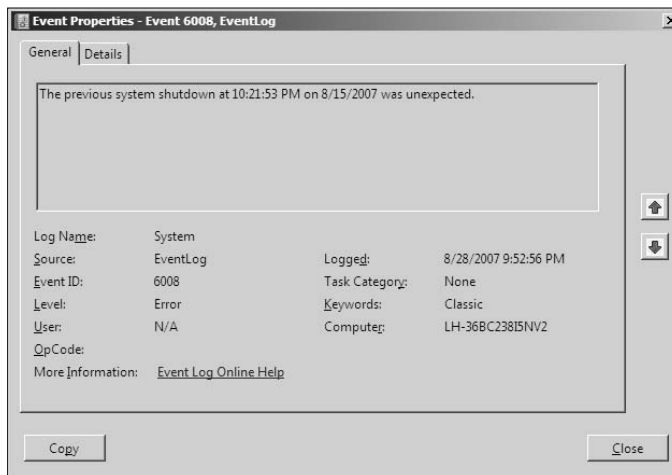 Event Properties - Event 6008, EventLog
General Details
The previous system shutdown at 10:21:53 PM on 8/15/2007 was unexpected.
Log Name: System
Source: EventLog Logged: 8/28/2007 9:52:56 PM
Event ID: 6008 Task Category: None
Level: Error Keywords: Classic
User: N/A Computer: LH-36BC238I5NV2
OpCode:
More Information: Event Log Online Help
Copy Close